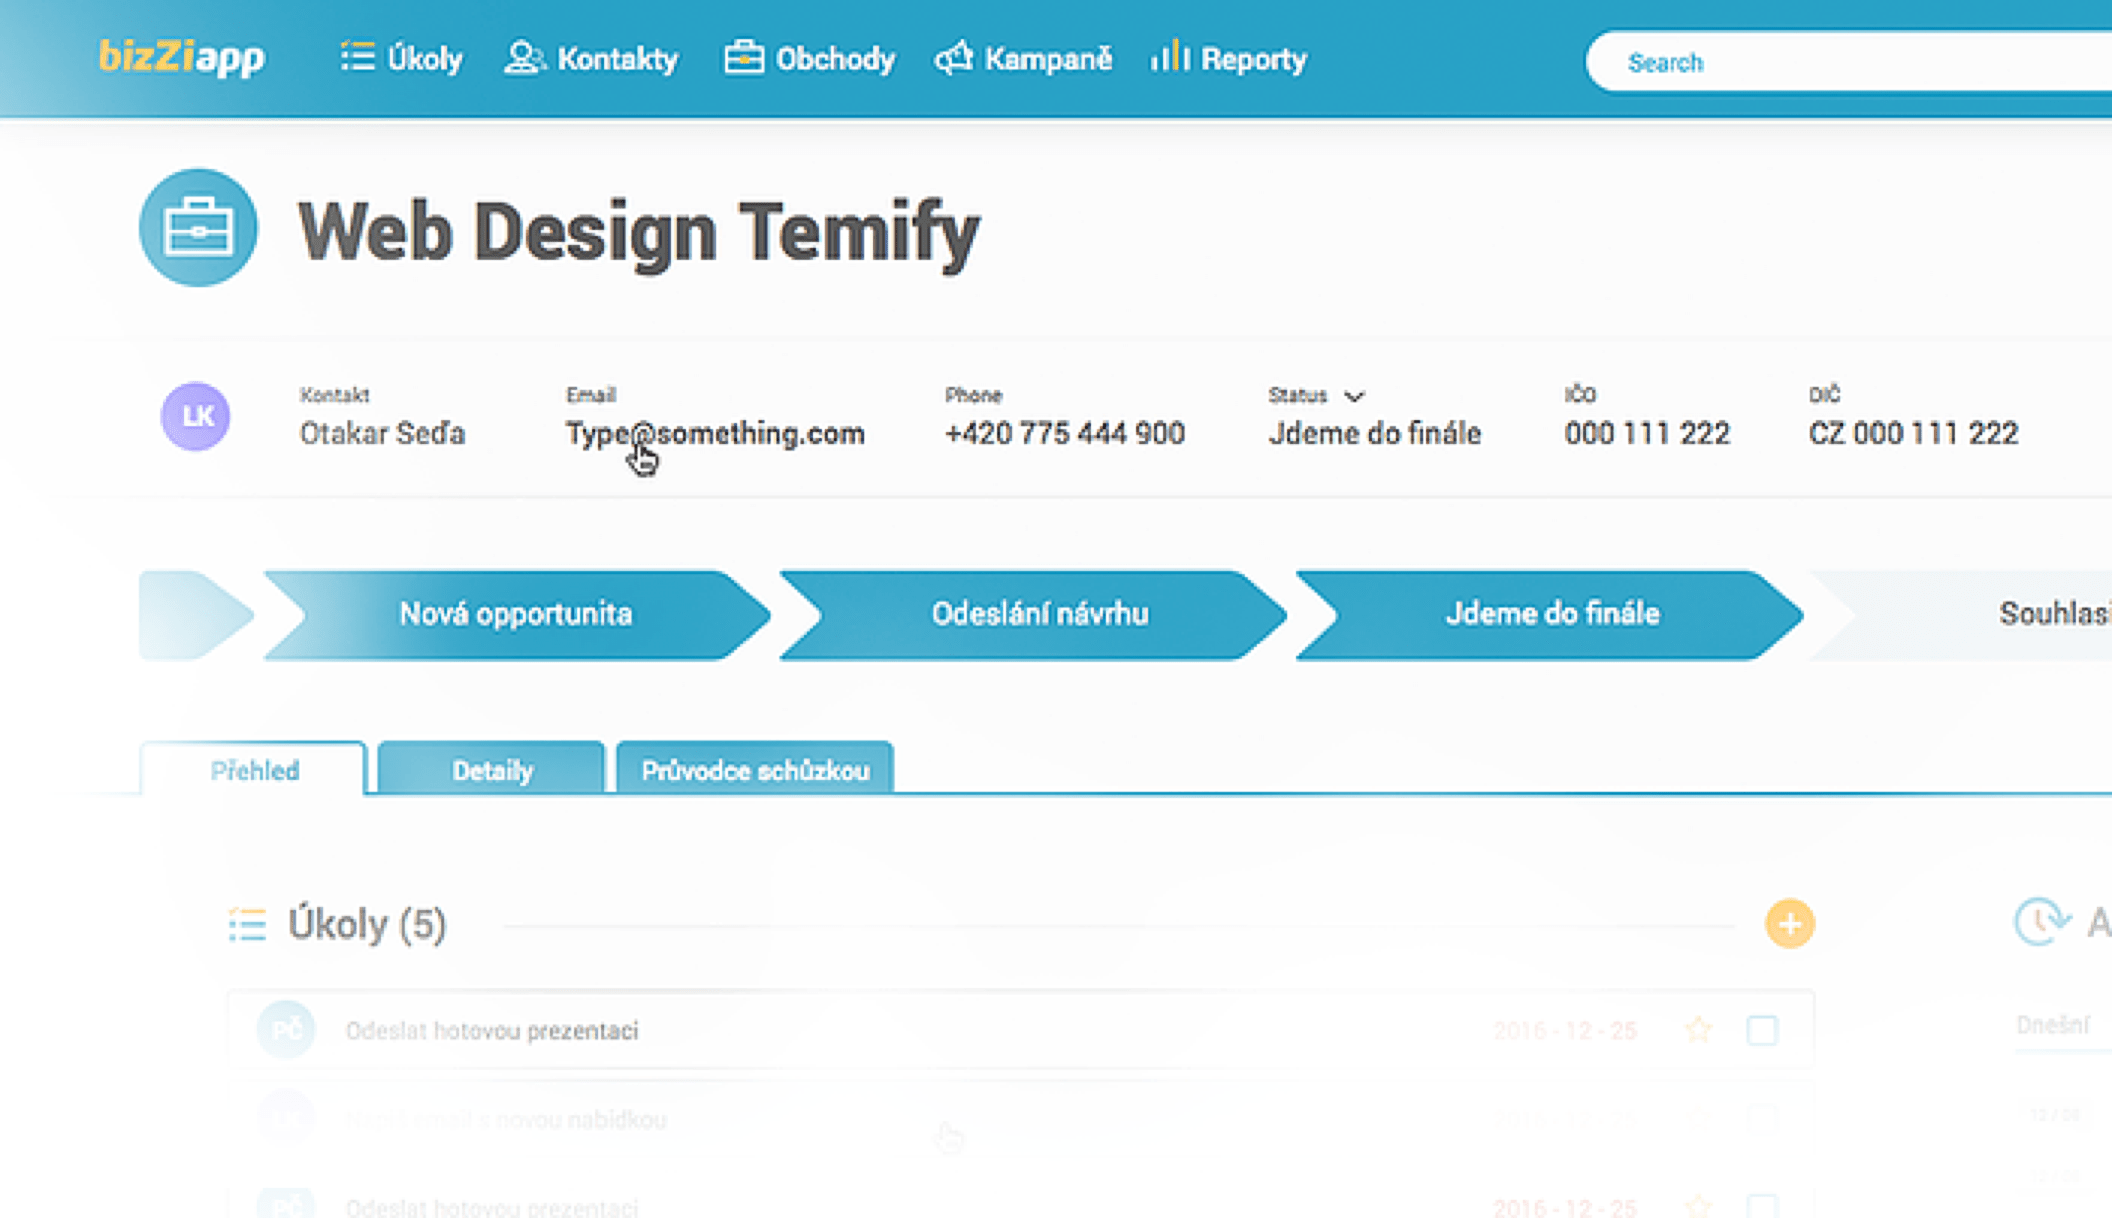 bizZiapp Úkoly Kontakty Obchody Kampaně Reporty Search
Web Design Temify
LK
Kontakt Email Phone Status IČO DIČ
Otakar Seďa Type@something.com +420 775 444 900 Jdeme do finále 000 111 222 CZ 000 111 222
Nová opportunita Odeslání návrhu Jdeme do finále Souhlasi
Přehled Detaily Průvodce schůzkou
Úkoly (5) A
PČ Odeslat hotovou prezentaci 2016 - 12 - 25
Dnešní
LK email s novou nabídkou
PČ Odeslat hotovou prezentaci 2016 - 12 - 25